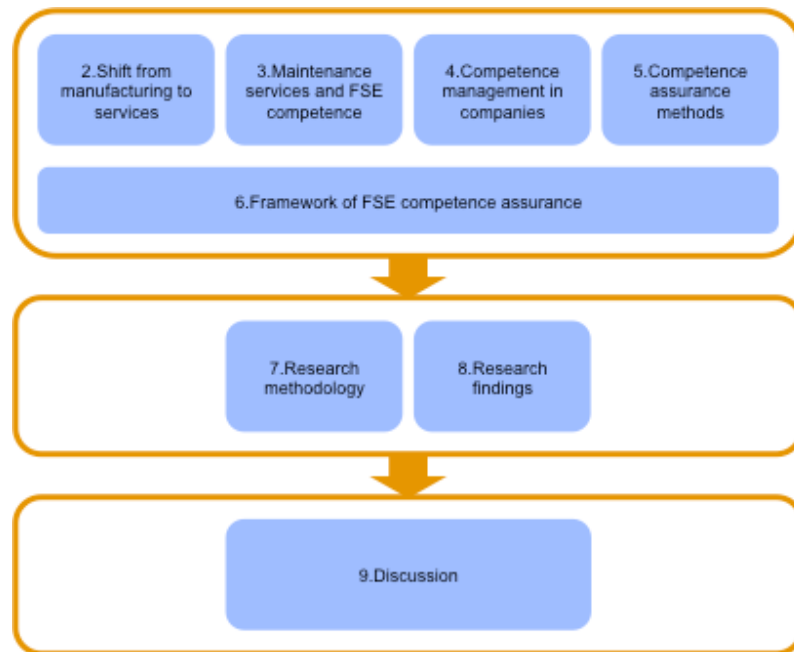 2.Shift from
manufacturing to
services
3.Maintenance
services and FSE
competence
4.Competence
management in
companies
5.Competence
assurance
methods
6.Framework of FSE competence assurance
7.Research
methodology
8.Research
findings
9.Discussion